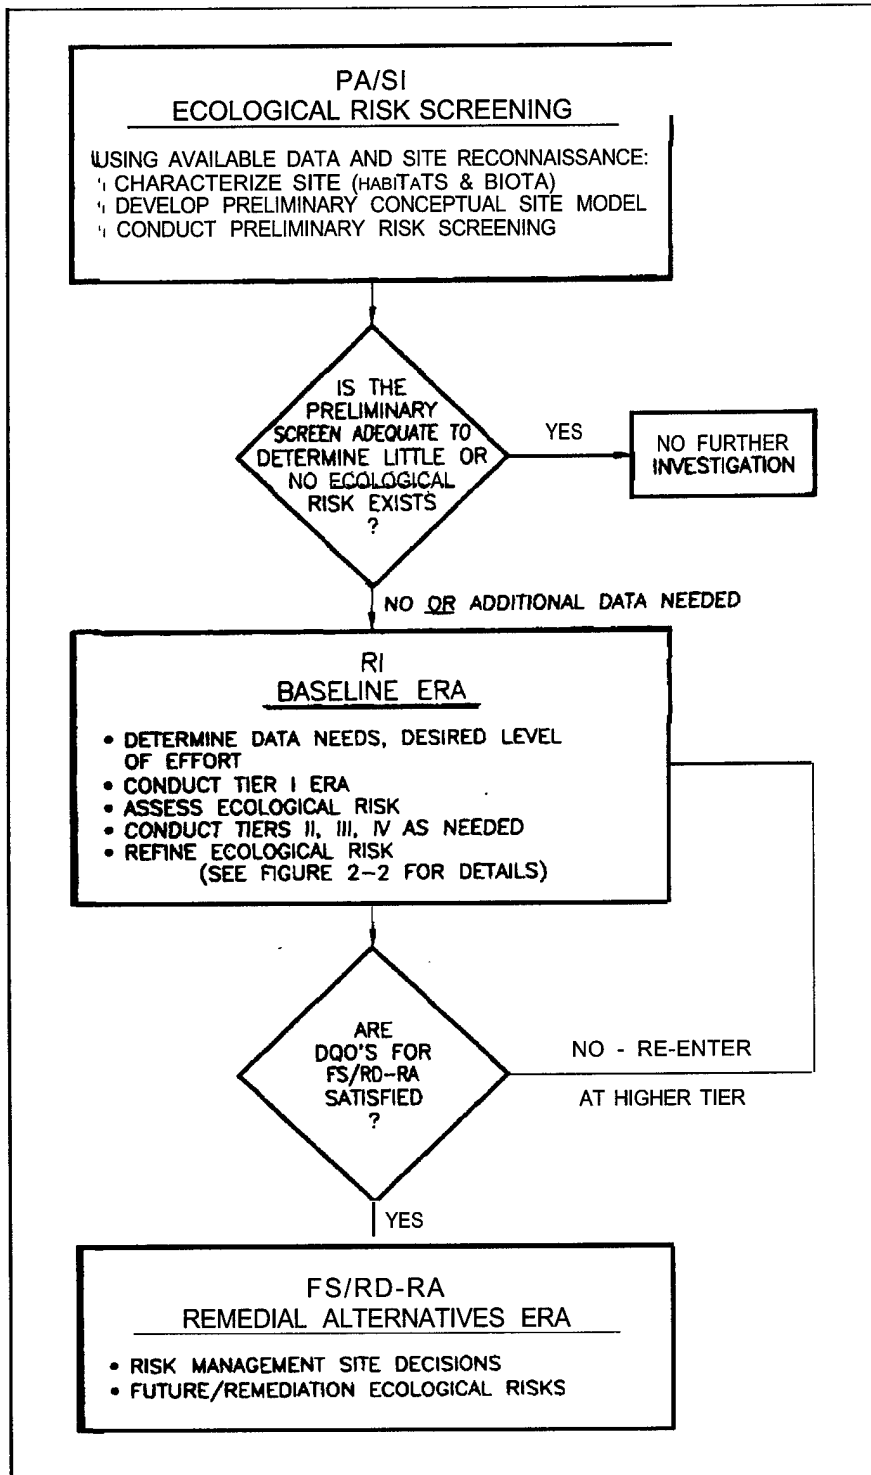 PA/SI
ECOLOGICAL RISK SCREENING
USING AVAILABLE DATA AND SITE RECONNAISSANCE:
CHARACTERIZE SITE (HABITATS & BIOTA)
DEVELOP PRELIMINARY CONCEPTUAL SITE MODEL
CONDUCT PRELIMINARY RISK SCREENING
IS THE
PRELIMINARY
SCREEN ADEQUATE TO
DETERMINE LITTLE OR
NO ECOLOGICAL
RISK EXISTS
?
YES
NO FURTHER
INVESTIGATION
NO OR ADDITIONAL DATA NEEDED
RI
BASELINE ERA
• DETERMINE DATA NEEDS, DESIRED LEVEL
OF EFFORT
• CONDUCT TIER I ERA
• ASSESS ECOLOGICAL RISK
• CONDUCT TIERS II, III, IV AS NEEDED
• REFINE ECOLOGICAL RISK
(SEE FIGURE 2-2 FOR DETAILS)
ARE
DQO'S FOR
FS/RD-RA
SATISFIED
?
NO - RE-ENTER
AT HIGHER TIER
YES
FS/RD-RA
REMEDIAL ALTERNATIVES ERA
• RISK MANAGEMENT SITE DECISIONS
• FUTURE/REMEDIATION ECOLOGICAL RISKS